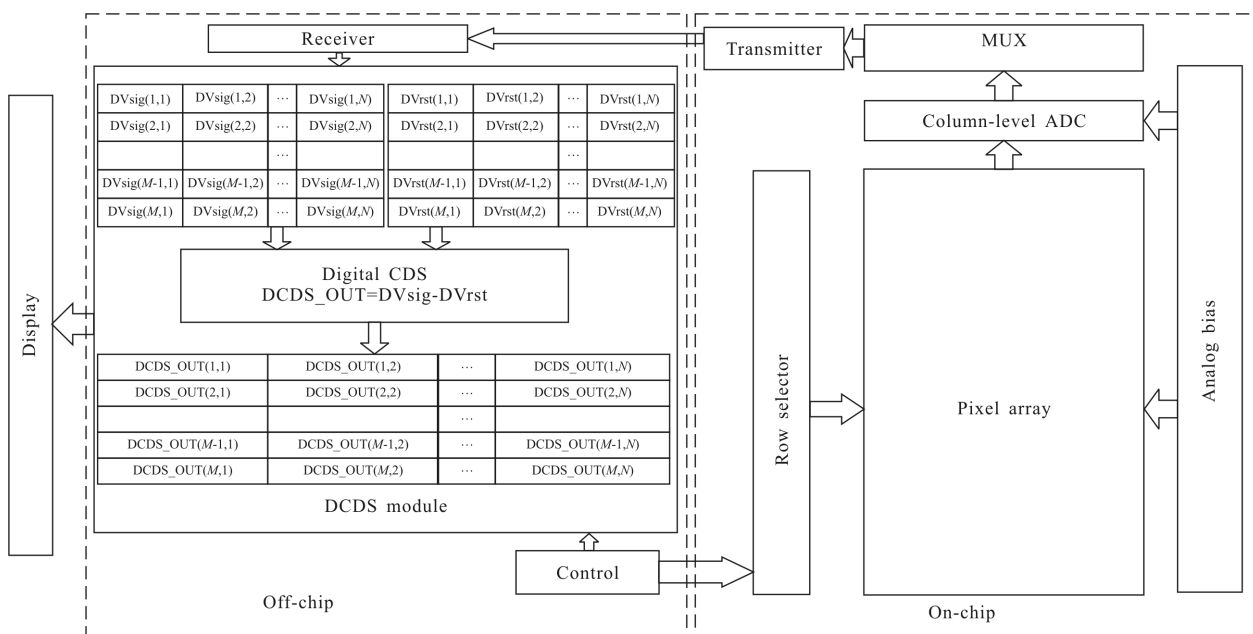 Receiver
Transmitter
MUX
Column-level ADC
DVsig(1,1) DVsig(1,2) ... DVsig(1,N) DVrst(1,1) DVrst(1,2) ... DVrst(1,N)
DVsig(2,1) DVsig(2,2) ... DVsig(2,N) DVrst(2,1) DVrst(2,2) ... DVrst(2,N)
... ...
DVsig(M-1,1) DVsig(M-1,2) ... DVsig(M-1,N) DVrst(M-1,1) DVrst(M-1,2) ... DVrst(M-1,N)
DVsig(M,1) DVsig(M,2) ... DVsig(M,N) DVrst(M,1) DVrst(M,2) ... DVrst(M,N)
Digital CDS
DCDS_OUT=DVsig-DVrst
DCDS_OUT(1,1) DCDS_OUT(1,2) ... DCDS_OUT(1,N)
DCDS_OUT(2,1) DCDS_OUT(2,2) ... DCDS_OUT(2,N)
...
DCDS_OUT(M-1,1) DCDS_OUT(M-1,2) ... DCDS_OUT(M-1,N)
DCDS_OUT(M,1) DCDS_OUT(M,2) ... DCDS_OUT(M,N)
DCDS module
Display
Control
Off-chip
Row selector
Pixel array
Analog bias
On-chip